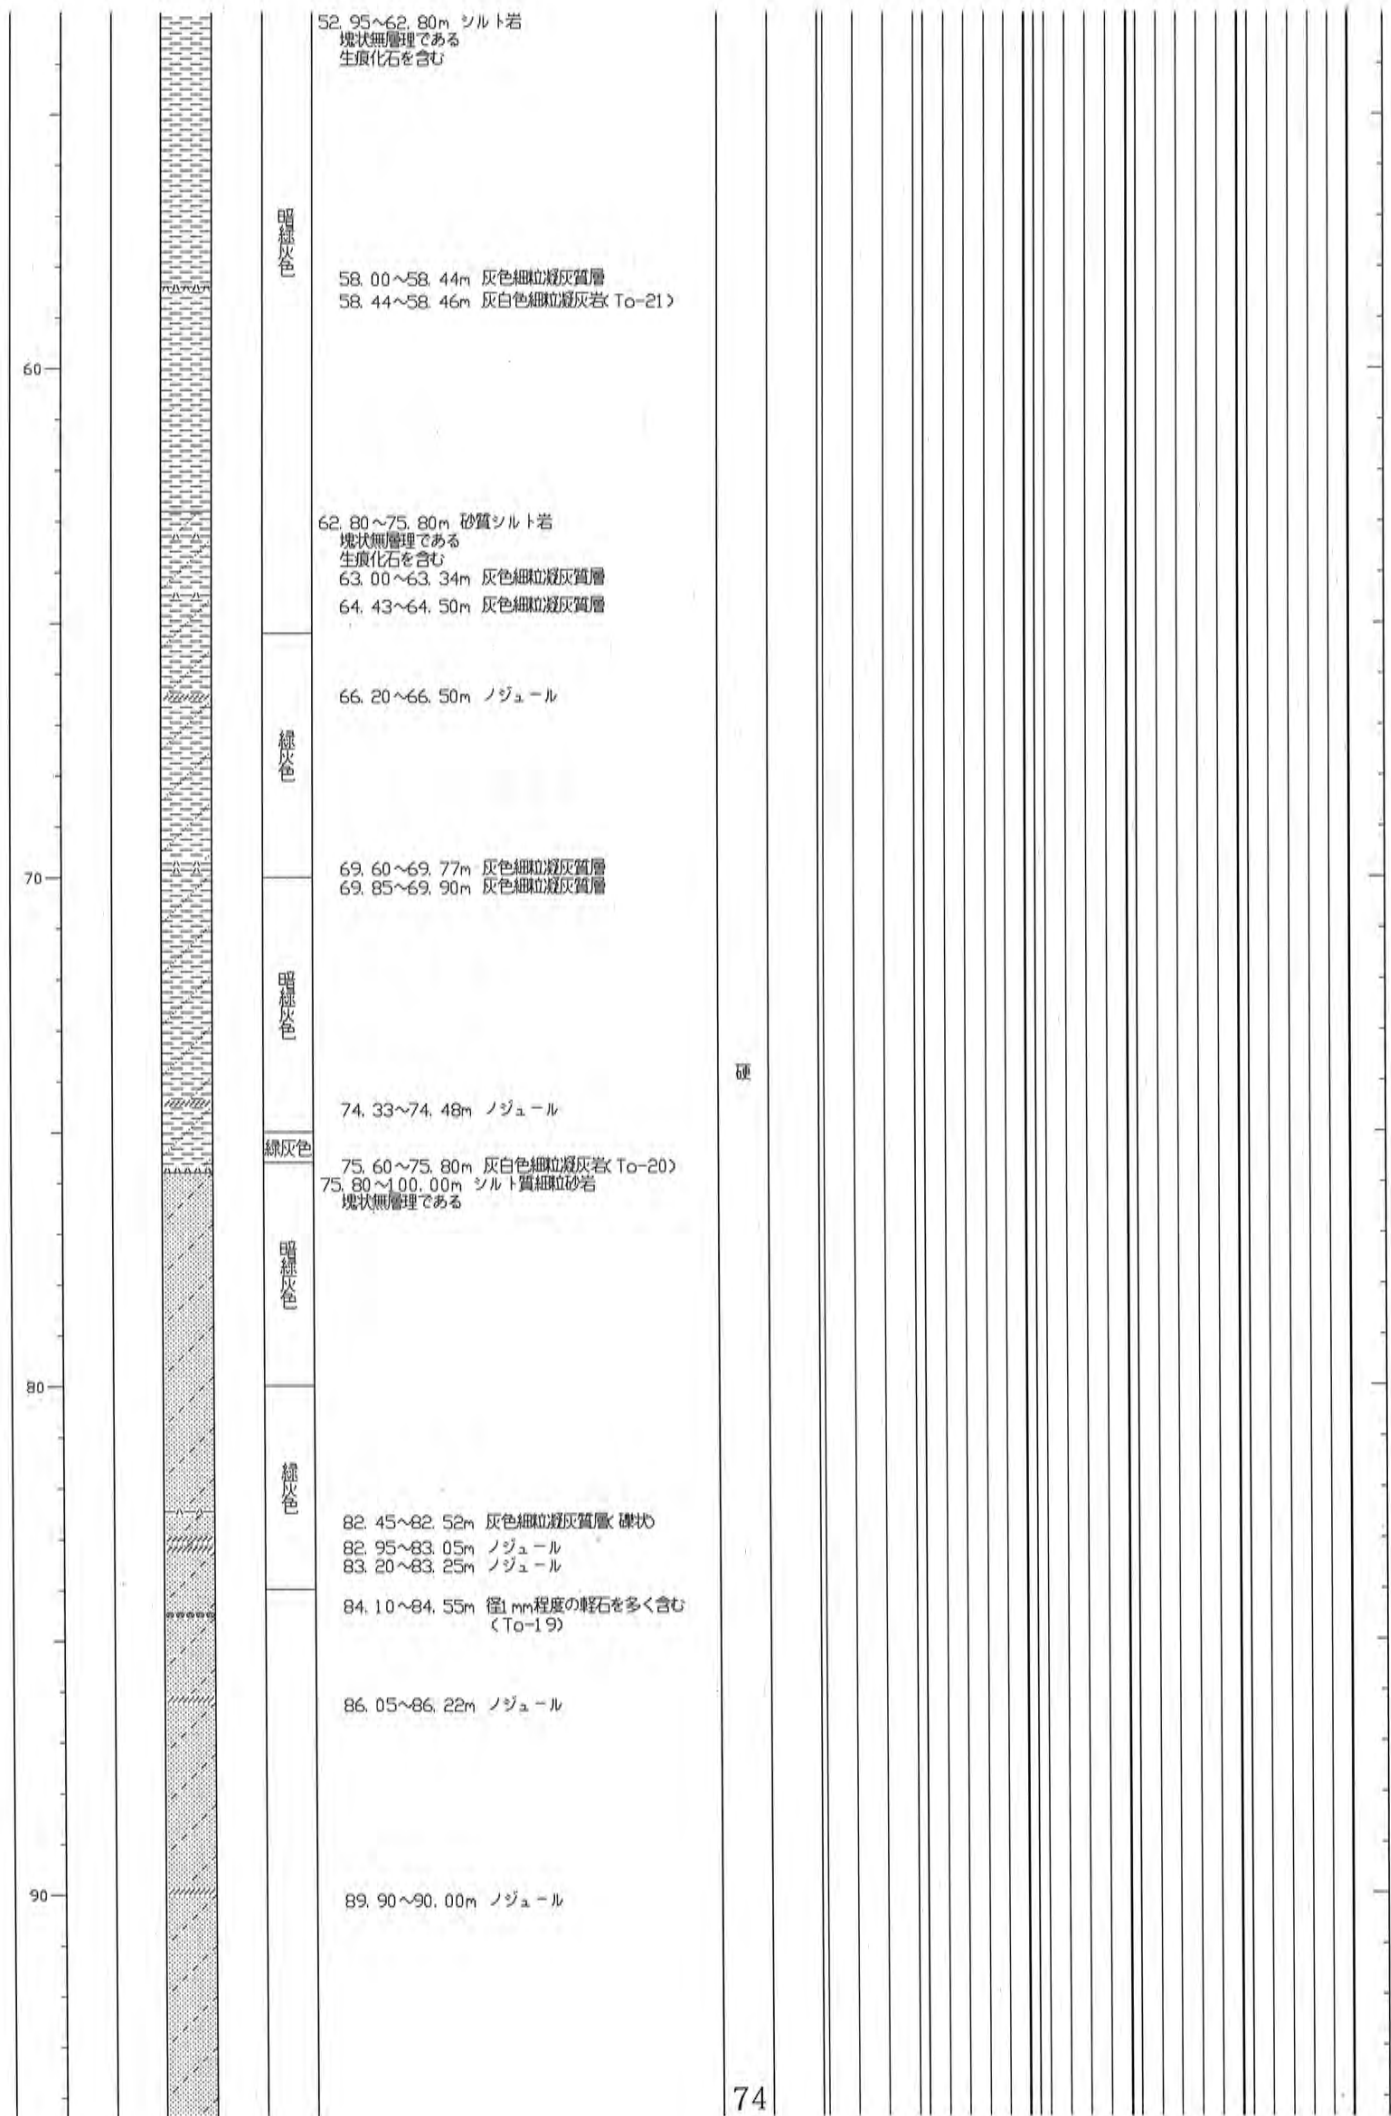 52. 95～62. 80m シルト岩
塊状無層理である
生痕化石を含む
暗緑灰色
58. 00～58. 44m 灰色細粒凝灰質層
58. 44～58. 46m 灰白色細粒凝灰岩(To-21)
60
62. 80～75. 80m 砂質シルト岩
塊状無層理である
生痕化石を含む
63. 00～63. 34m 灰色細粒凝灰質層
64. 43～64. 50m 灰色細粒凝灰質層
66. 20～66. 50m ノジュール
緑灰色
69. 60～69. 77m 灰色細粒凝灰質層
70
69. 85～69. 90m 灰色細粒凝灰質層
暗緑灰色
硬
74. 33～74. 48m ノジュール
緑灰色
75. 60～75. 80m 灰白色細粒凝灰岩(To-20)
75. 80～100. 00m シルト質細粒砂岩
塊状無層理である
暗緑灰色
80
緑灰色
82. 45～82. 52m 灰色細粒凝灰質層(礫状)
82. 95～83. 05m ノジュール
83. 20～83. 25m ノジュール
84. 10～84. 55m 径1mm程度の軽石を多く含む
(To-19)
86. 05～86. 22m ノジュール
90
89. 90～90. 00m ノジュール
74